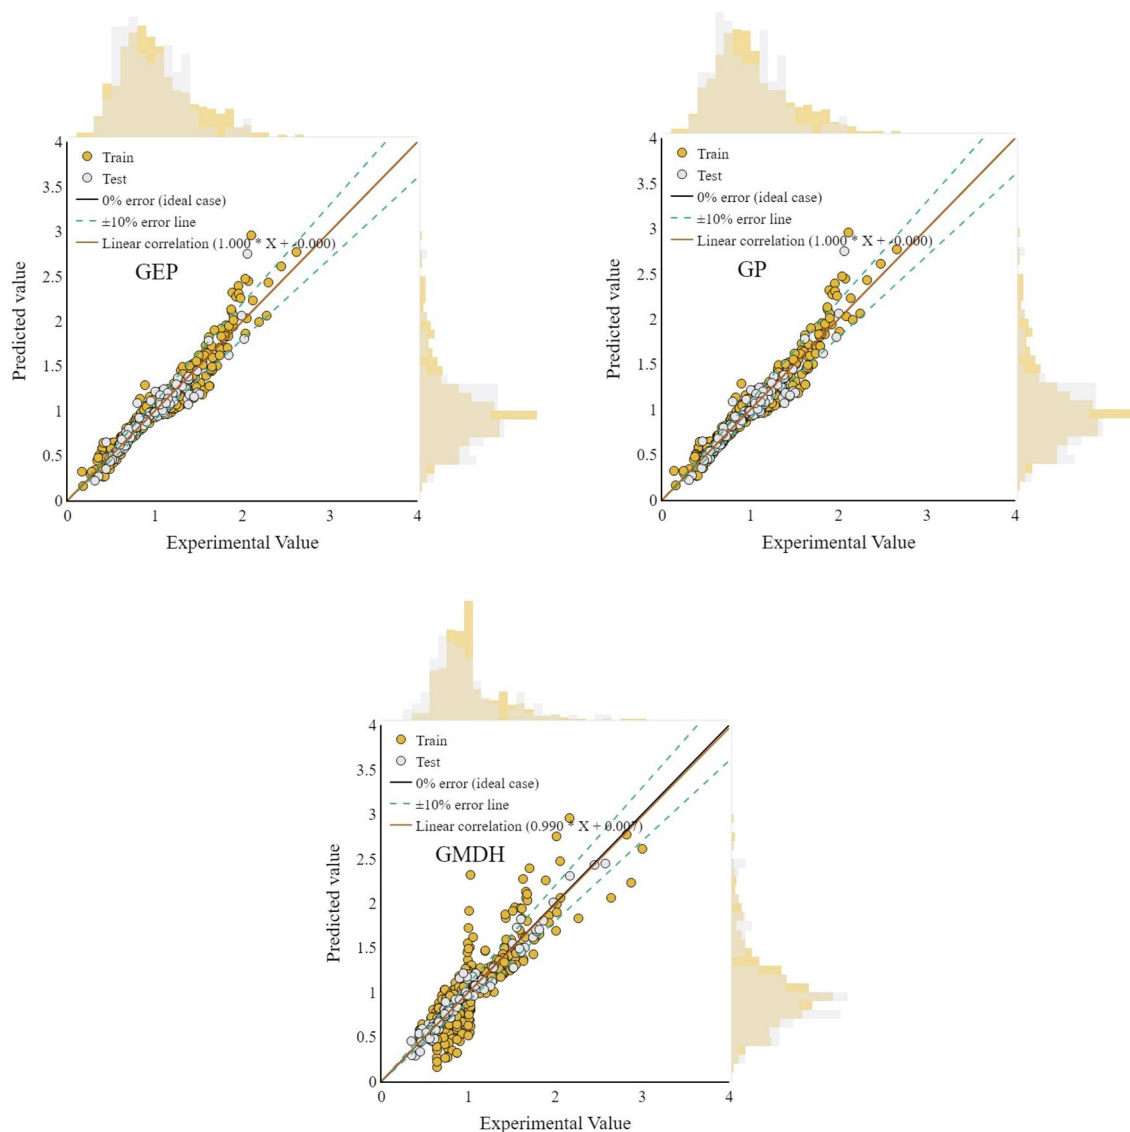 4
3.5
3
2.5
2
1.5
1
0.5
0
Predicted value
Train
Test
0% error (ideal case)
±10% error line
Linear correlation (1.000 * X + -0.000)
GEP
0 1 2 3 4
Experimental Value
4
3.5
3
2.5
2
1.5
1
0.5
0
Predicted value
Train
Test
0% error (ideal case)
±10% error line
Linear correlation (1.000 * X + -0.000)
GP
0 1 2 3 4
Experimental Value
4
3.5
3
2.5
2
1.5
1
0.5
0
Predicted value
Train
Test
0% error (ideal case)
±10% error line
Linear correlation (0.990 * X + 0.007)
GMDH
0 1 2 3 4
Experimental Value